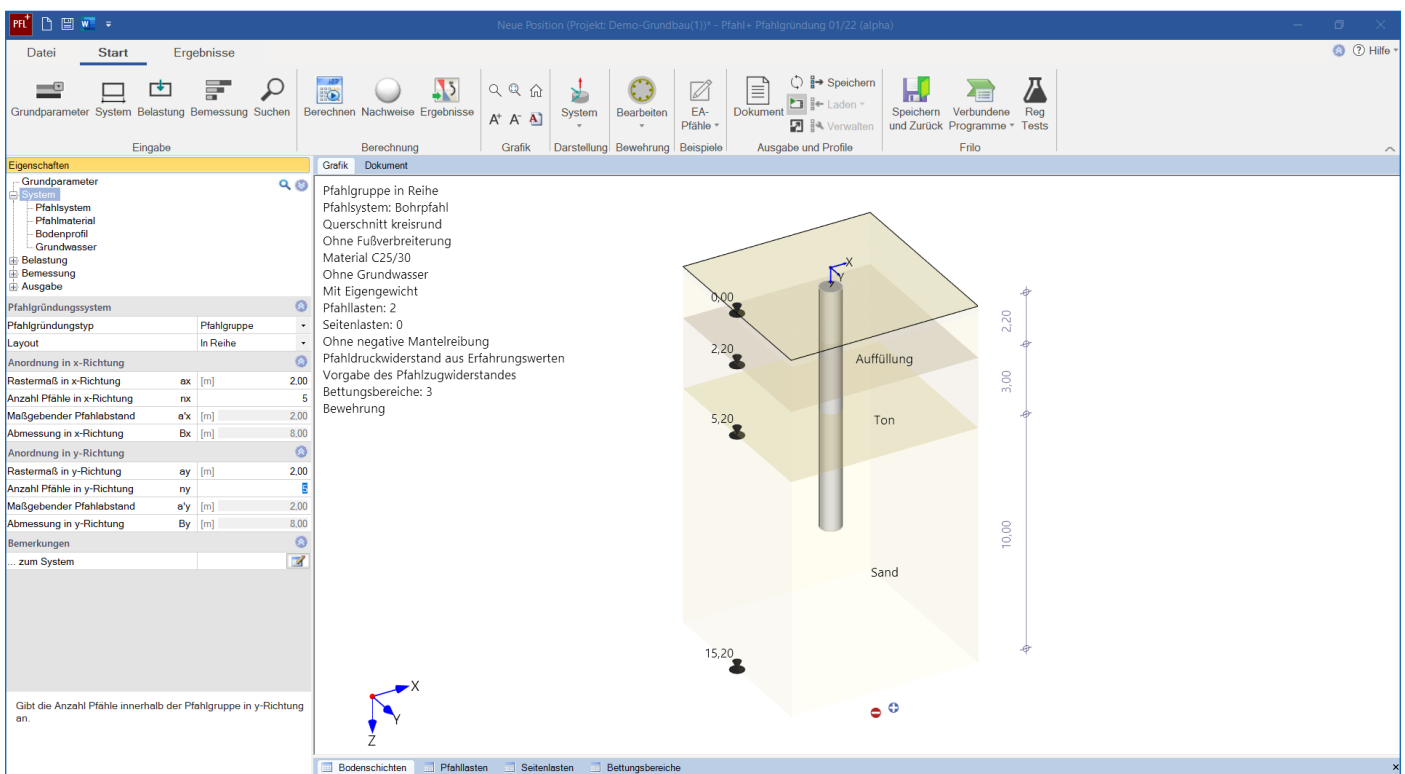 PFL
Neue Position (Projekt: Demo-Grundbau(1))* - Pfahl+ Pfahlgründung 01/22 (alpha)
Datei Start Ergebnisse
Hilfe
Grundparameter System Belastung Bemessung Suchen
Eingabe
Berechnen Nachweise Ergebnisse
Berechnung
A+ A- A
Grafik
System
Darstellung
Bearbeiten
Bewehrung
EA-
Pfähle
Beispiele
Dokument
Speichern
Laden
Verwalten
Ausgabe und Profile
Speichern
und Zurück
Verbundene
Programme
Reg
Tests
Frilo
Eigenschaften
Grundparameter
System
Pfahlsystem
Pfahlmaterial
Bodenprofil
Grundwasser
Belastung
Bemessung
Ausgabe
Pfahlgründungssystem
Pfahlgründungstyp Pfahlgruppe
Layout In Reihe
Anordnung in x-Richtung
Rastermaß in x-Richtung ax [m] 2,00
Anzahl Pfähle in x-Richtung nx 5
Maßgebender Pfahlabstand a'x [m] 2,00
Abmessung in x-Richtung Bx [m] 8,00
Anordnung in y-Richtung
Rastermaß in y-Richtung ay [m] 2,00
Anzahl Pfähle in y-Richtung ny 5
Maßgebender Pfahlabstand a'y [m] 2,00
Abmessung in y-Richtung By [m] 8,00
Bemerkungen
... zum System
Gibt die Anzahl Pfähle innerhalb der Pfahlgruppe in y-Richtung
an.
Grafik Dokument
Pfahlgruppe in Reihe
Pfahlsystem: Bohrpfahl
Querschnitt kreisrund
Ohne Fußverbreiterung
Material C25/30
Ohne Grundwasser
Mit Eigengewicht
Pfahllasten: 2
Seitenlasten: 0
Ohne negative Mantelreibung
Pfahldruckwiderstand aus Erfahrungswerten
Vorgabe des Pfahlzugwiderstandes
Bettungsbereiche: 3
Bewehrung
X
Y
0,00
2,20
Auffüllung
2,20
3,00
5,20
Ton
10,00
Sand
15,20
X
Y
Z
Bodenschichten Pfahllasten Seitenlasten Bettungsbereiche